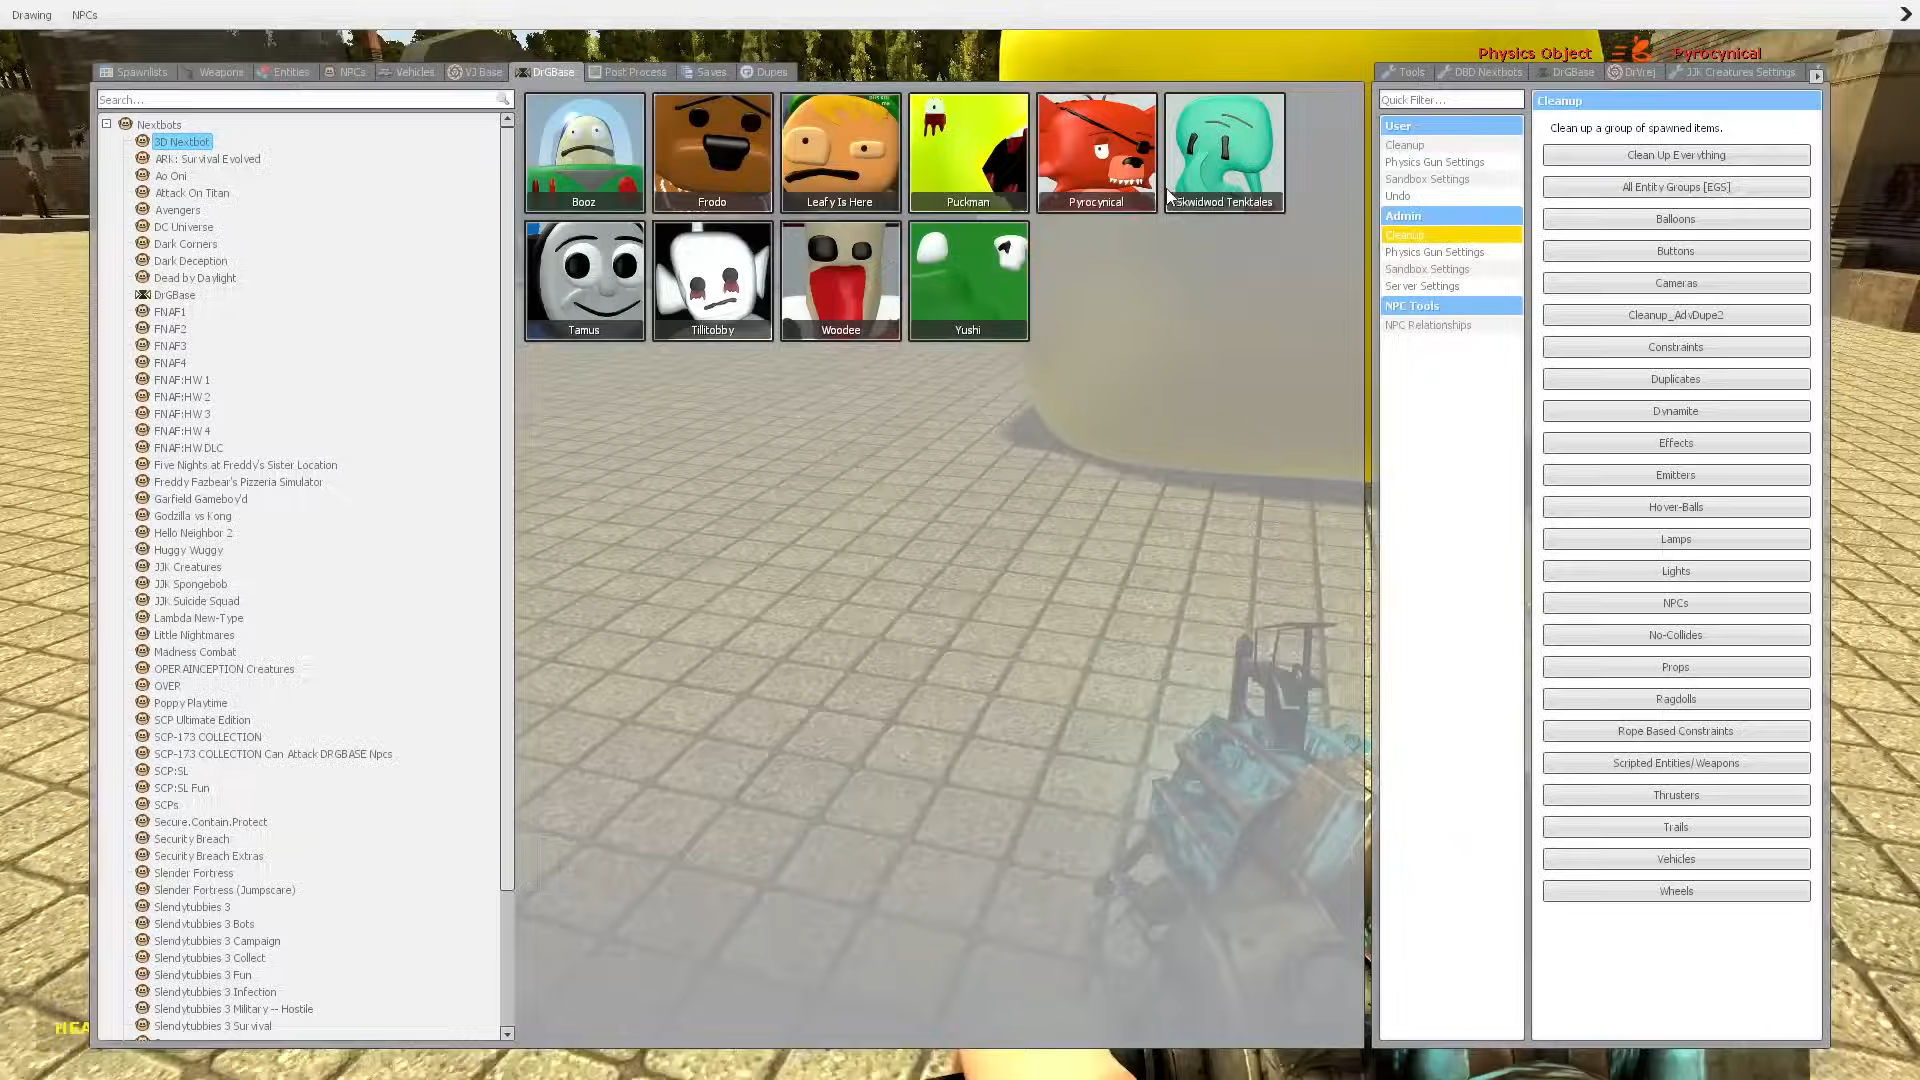 Drawing NPCs
Physics Object Pyrocynical
Spawnlists Weapons Entities NPCs Vehicles VJ Base DrGBase Post Process Saves Dupes
Search...
Nextbots
3D Nextbot
ARK: Survival Evolved
Ao Oni
Attack On Titan
Avengers
DC Universe
Dark Corners
Dark Deception
Dead by Daylight
DrGBase
FNAF1
FNAF2
FNAF3
FNAF4
FNAF:HW 1
FNAF:HW 2
FNAF:HW 3
FNAF:HW 4
FNAF:HW DLC
Five Nights at Freddy's Sister Location
Freddy Fazbear's Pizzeria Simulator
Garfield Gameboy'd
Godzilla vs Kong
Hello Neighbor 2
Huggy Wuggy
JJK Creatures
JJK Spongebob
JJK Suicide Squad
Lambda New-Type
Little Nightmares
Madness Combat
OPERAINCEPTION Creatures
OVER
Poppy Playtime
SCP Ultimate Edition
SCP-173 COLLECTION
SCP-173 COLLECTION Can Attack DRGBASE Npcs
SCP:SL
SCP:SL Fun
SCPs
Secure.Contain.Protect
Security Breach
Security Breach Extras
Slender Fortress
Slender Fortress (Jumpscare)
Slendytubbies 3
Slendytubbies 3 Bots
Slendytubbies 3 Campaign
Slendytubbies 3 Collect
Slendytubbies 3 Fun
Slendytubbies 3 Infection
Slendytubbies 3 Military -- Hostile
Slendytubbies 3 Survival
Booz Frodo Leafy Is Here Puckman Pyrocynical Skwidwod Tenktales
Tamus Tillitobby Woodee Yushi
Tools DBD Nextbots DrGBase DrVrej JJK Creatures Settings
Quick Filter...
User
Cleanup
Physics Gun Settings
Sandbox Settings
Undo
Admin
Cleanup
Physics Gun Settings
Sandbox Settings
Server Settings
NPC Tools
NPC Relationships
Cleanup
Clean up a group of spawned items.
Clean Up Everything
All Entity Groups [EGS]
Balloons
Buttons
Cameras
Cleanup_AdvDupe2
Constraints
Duplicates
Dynamite
Effects
Emitters
Hover-Balls
Lamps
Lights
NPCs
No-Collides
Props
Ragdolls
Rope Based Constraints
Scripted Entities/Weapons
Thrusters
Trails
Vehicles
Wheels
HEA